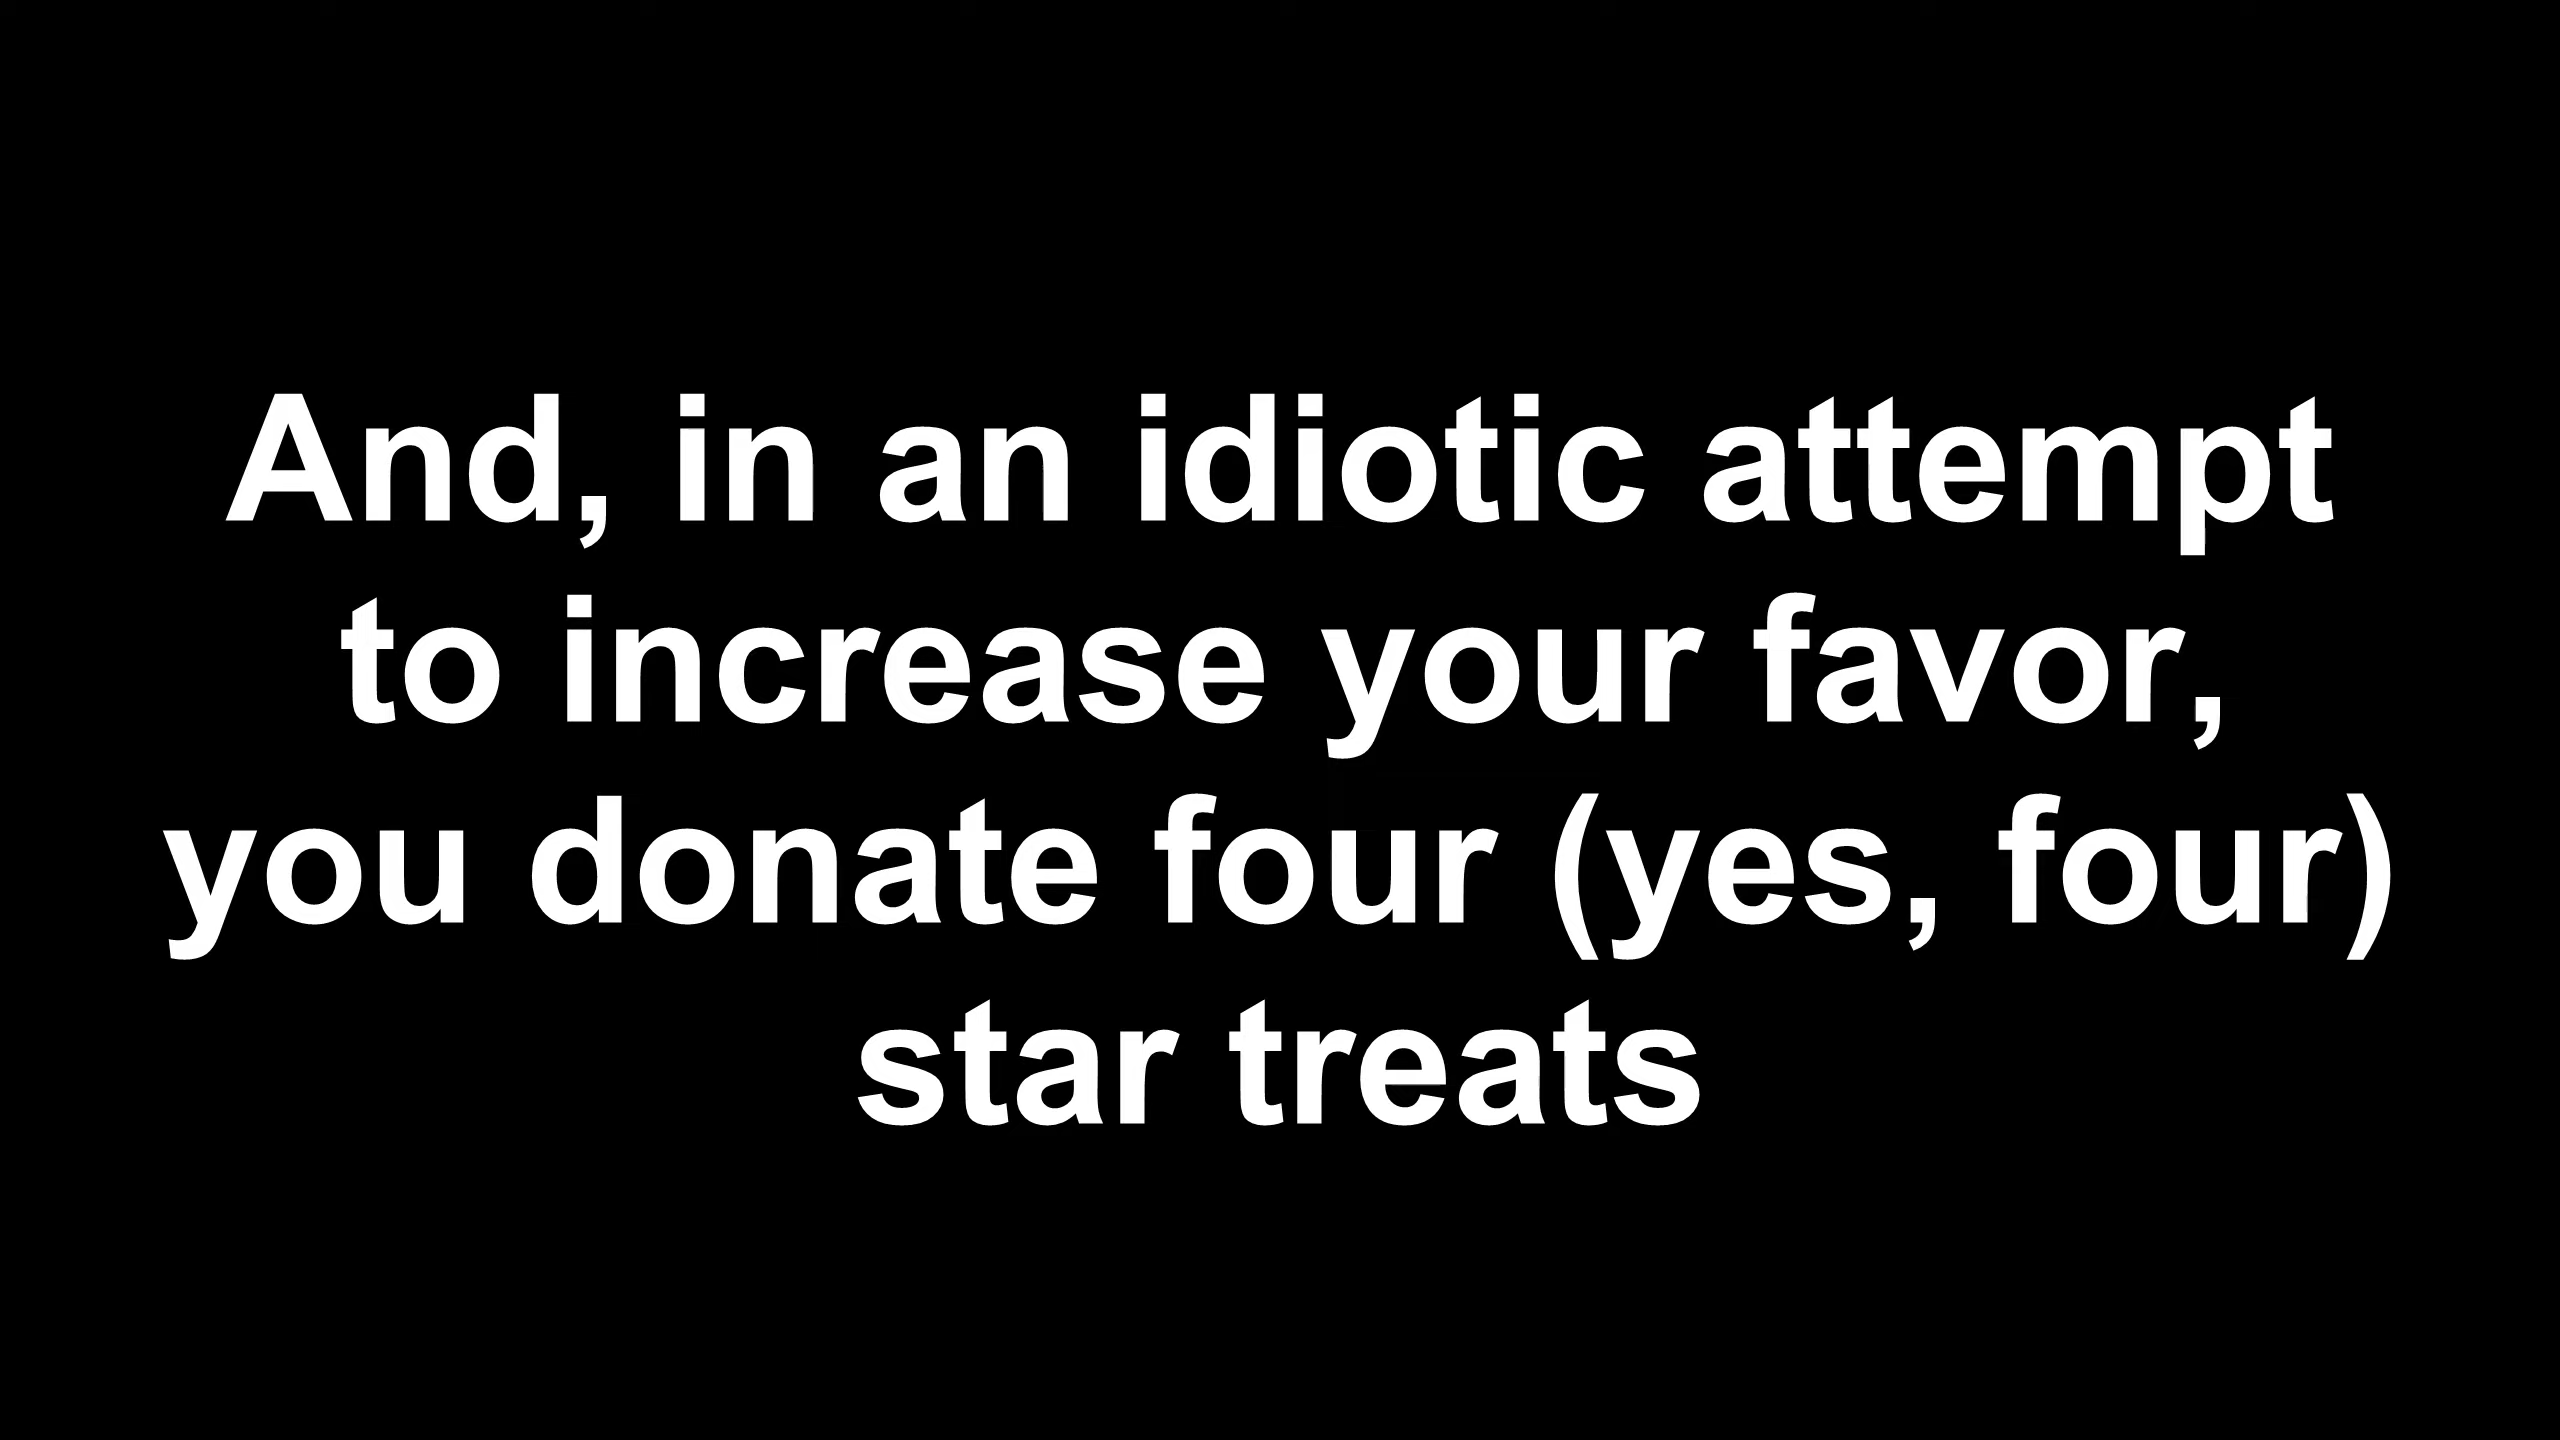 And, in an idiotic attempt
to increase your favor,
you donate four (yes, four)
star treats